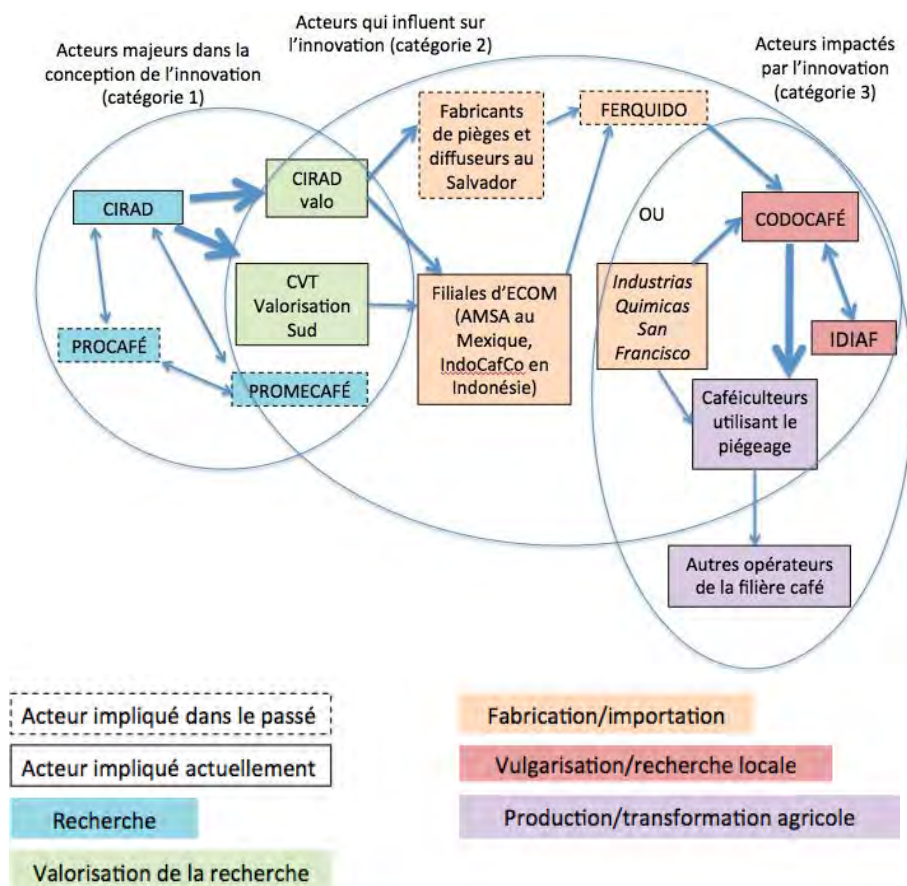 Acteurs majeurs dans la
conception de l'innovation
(catégorie 1)
Acteurs qui influent sur
l'innovation (catégorie 2)
Acteurs impactés
par l'innovation
(catégorie 3)
Fabricants
de pièges et
diffuseurs au
Salvador
FERQUIDO
CIRAD
CIRAD
valo
OU
CODOCAFÉ
CVT
Valorisation
Sud
Filiales d'ECOM
(AMSA au
Mexique,
IndoCafCo en
Indonésie)
Industrias
Quimicas
San
Francisco
IDIAF
PROCAFÉ
PROMECAFÉ
Caféiculteurs
utilisant le
piégeage
Autres opérateurs
de la filière café
Acteur impliqué dans le passé
Acteur impliqué actuellement
Recherche
Valorisation de la recherche
Fabrication/importation
Vulgarisation/recherche locale
Production/transformation agricole